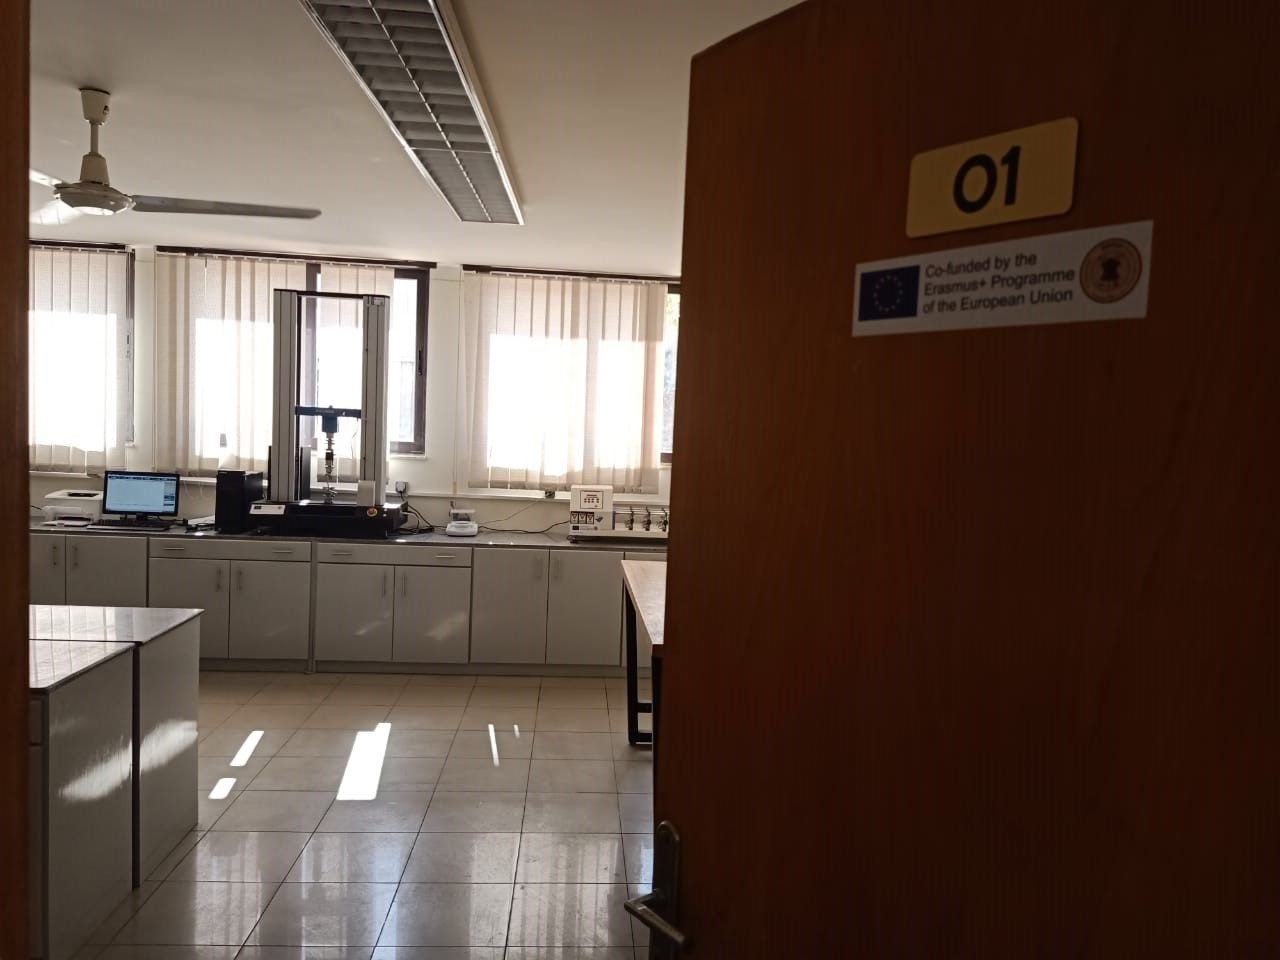 01
Co-funded by the
Erasmus+ Programme
of the European Union